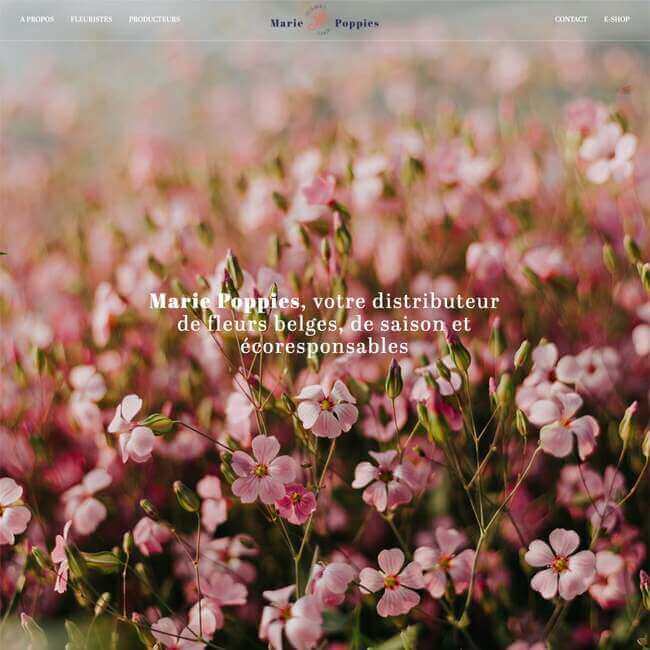 A PROPOS FLEURISTES PRODUCTEURS Marie Poppies CONTACT E-SHOP
Marie Poppies, votre distributeur
de fleurs belges, de saison et
écoresponsables